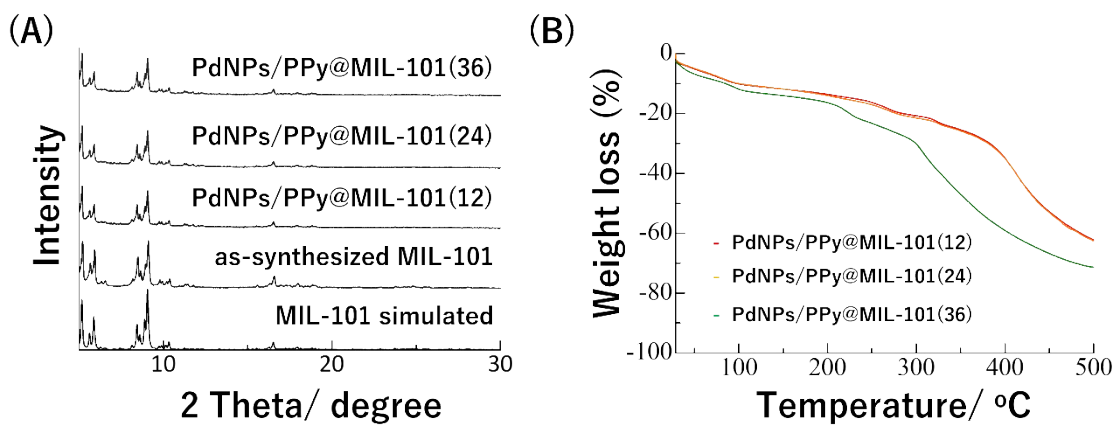 (A)
PdNPs/PPy@MIL-101(36)
PdNPs/PPy@MIL-101(24)
PdNPs/PPy@MIL-101(12)
as-synthesized MIL-101
MIL-101 simulated
Intensity
10
20
30
2 Theta/ degree
(B)
0
-20
-40
-60
-80
-100
Weight loss (%)
PdNPs/PPy@MIL-101(12)
PdNPs/PPy@MIL-101(24)
PdNPs/PPy@MIL-101(36)
100
200
300
400
500
Temperature/ °C